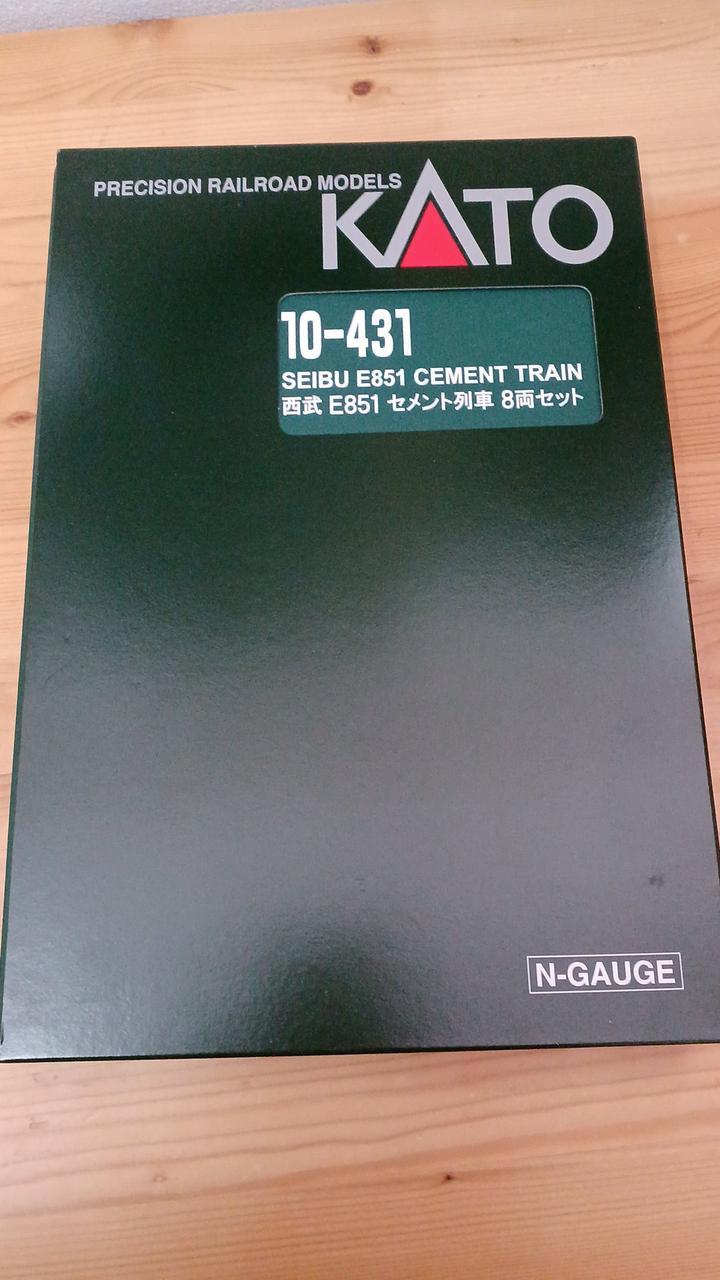 PRECISION RAILROAD MODELS
KATO
10-431
SEIBU E851 CEMENT TRAIN
西武 E851 セメント列車 8両セット
N-GAUGE